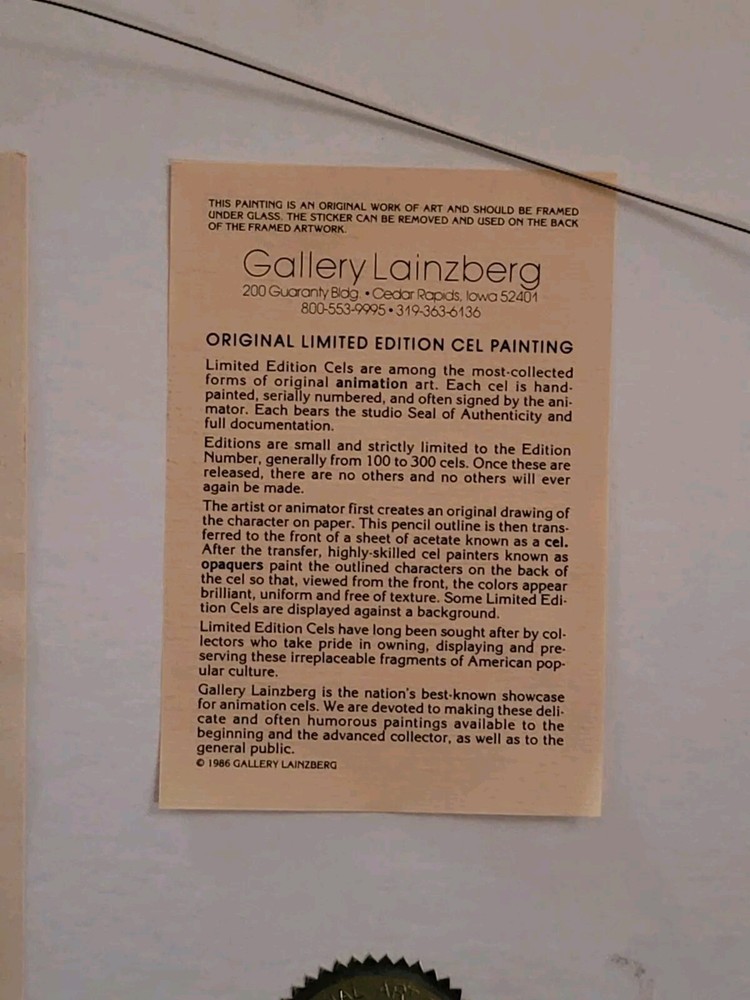 THIS PAINTING IS AN ORIGINAL WORK OF ART AND SHOULD BE FRAMED
UNDER GLASS. THE STICKER CAN BE REMOVED AND USED ON THE BACK
OF THE FRAMED ARTWORK.
Gallery Lainzberg
200 Guaranty Bldg. • Cedar Rapids, Iowa 52401
800-553-9995 • 319-363-6136
ORIGINAL LIMITED EDITION CEL PAINTING
Limited Edition Cels are among the most-collected
forms of original animation art. Each cel is hand-
painted, serially numbered, and often signed by the ani-
mator. Each bears the studio Seal of Authenticity and
full documentation.
Editions are small and strictly limited to the Edition
Number, generally from 100 to 300 cels. Once these are
released, there are no others and no others will ever
again be made.
The artist or animator first creates an original drawing of
the character on paper. This pencil outline is then trans-
ferred to the front of a sheet of acetate known as a cel.
After the transfer, highly-skilled cel painters known as
opaquers paint the outlined characters on the back of
the cel so that, viewed from the front, the colors appear
brilliant, uniform and free of texture. Some Limited Edi-
tion Cels are displayed against a background.
Limited Edition Cels have long been sought after by col-
lectors who take pride in owning, displaying and pre-
serving these irreplaceable fragments of American pop-
ular culture.
Gallery Lainzberg is the nation's best-known showcase
for animation cels. We are devoted to making these deli-
cate and often humorous paintings available to the
beginning and the advanced collector, as well as to the
general public.
© 1986 GALLERY LAINZBERG